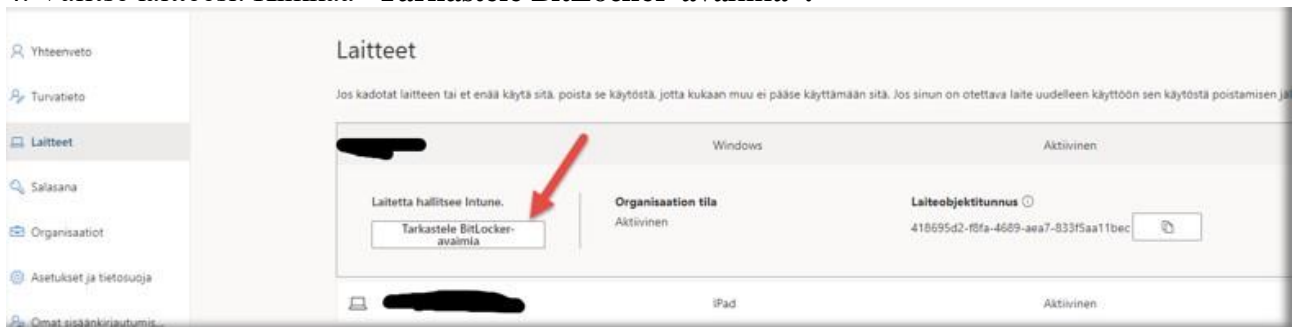 Yhteenveto
Turvatieto
Laitteet
Salasana
Organisaatiot
Asetukset ja tietosuoja
Omat sisäänkirjautumis...
Laitteet
Jos kadotat laitteen tai et enää käytä sitä, poista se käytöstä, jotta kukaan muu ei pääse käyttämään sitä. Jos sinun on otettava laite uudelleen käyttöön sen käytöstä poistamisen
Windows
Aktiivinen
Laitetta hallitsee Intune.
Tarkastele BitLocker-
avaimia
Organisaation tila
Aktiivinen
Laiteobjektitunnus
418695d2-f8fa-4689-aea7-833f5aa11bec
iPad
Aktiivinen